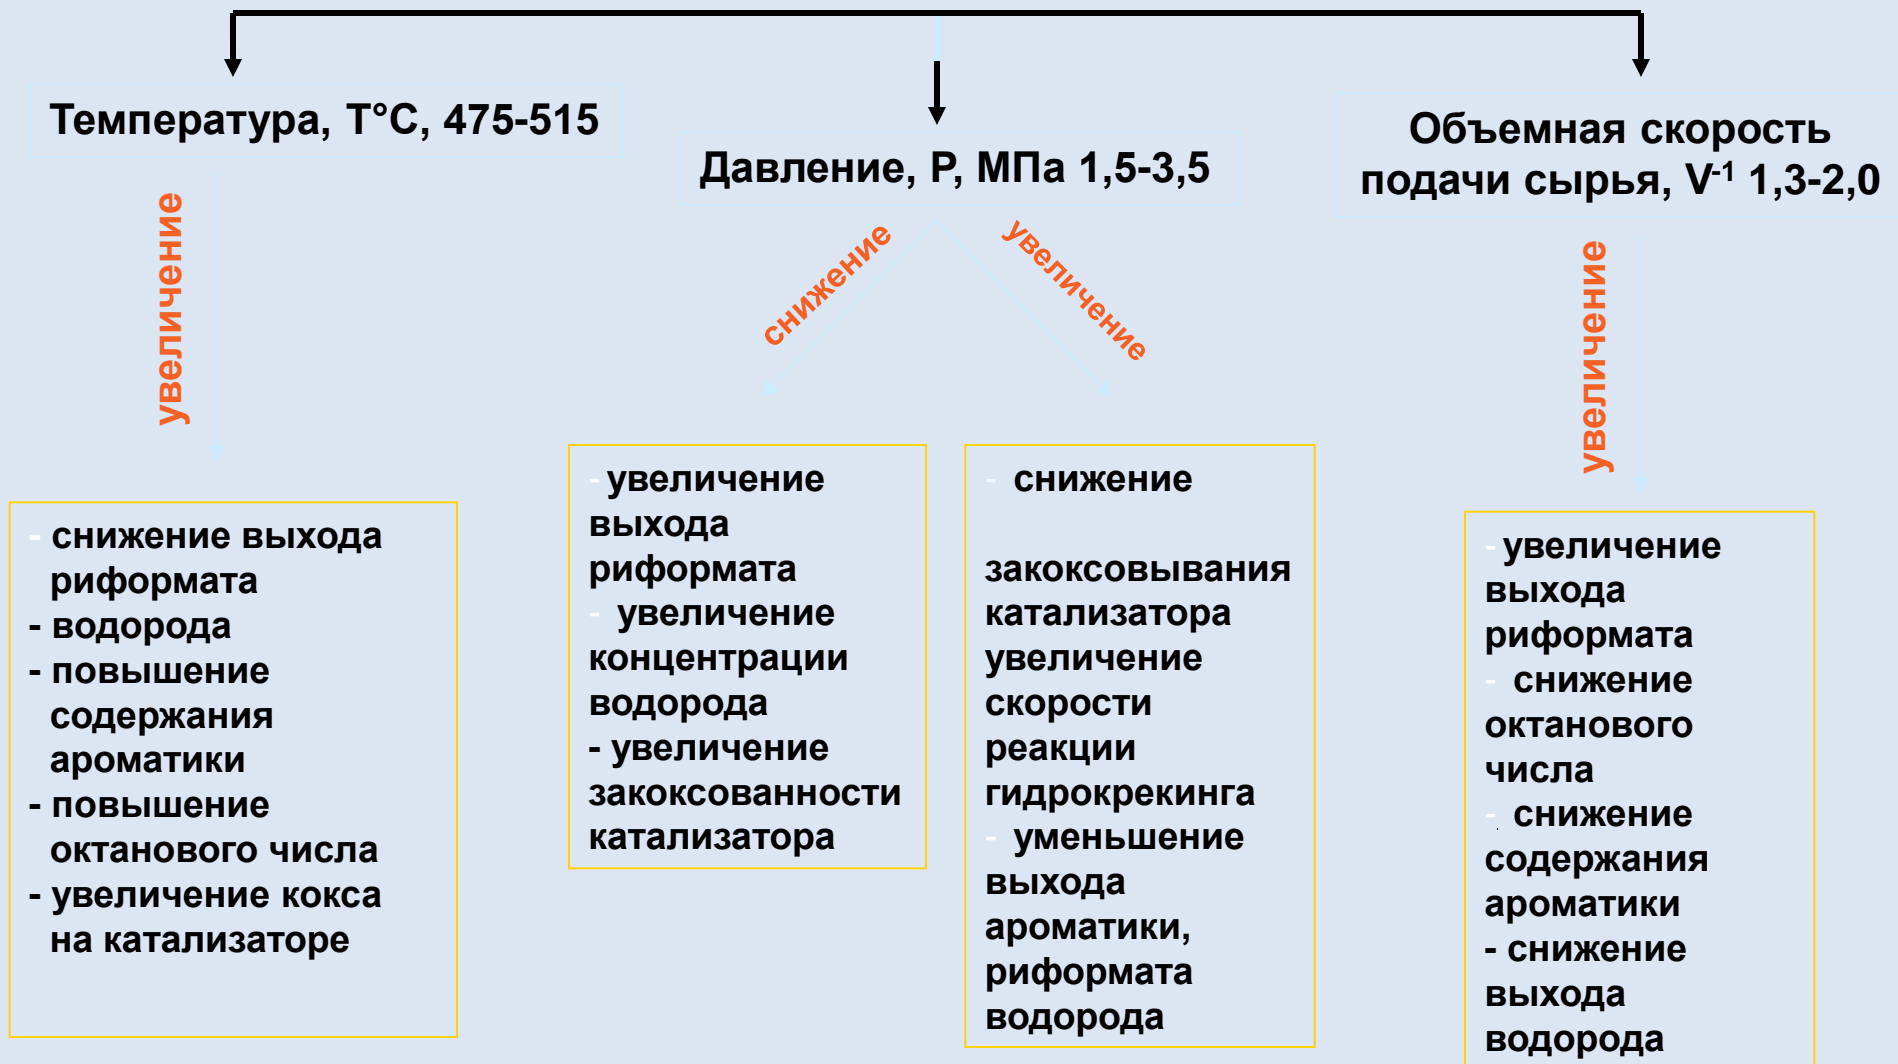 Температура, Т°С, 475-515
увеличение
- снижение выхода
риформата
- водорода
- повышение
содержания
ароматики
- повышение
октанового числа
- увеличение кокса
на катализаторе
Давление, Р, МПа 1,5-3,5
снижение
увеличение
- увеличение
выхода
риформата
- увеличение
концентрации
водорода
- увеличение
закоксованности
катализатора
- снижение
закоксовывания
катализатора
увеличение
скорости
реакции
гидрокрекинга
- уменьшение
выхода
ароматики,
риформата
водорода
Объемная скорость
подачи сырья, V-1 1,3-2,0
увеличение
- увеличение
выхода
риформата
- снижение
октанового
числа
- снижение
содержания
ароматики
- снижение
выхода
водорода